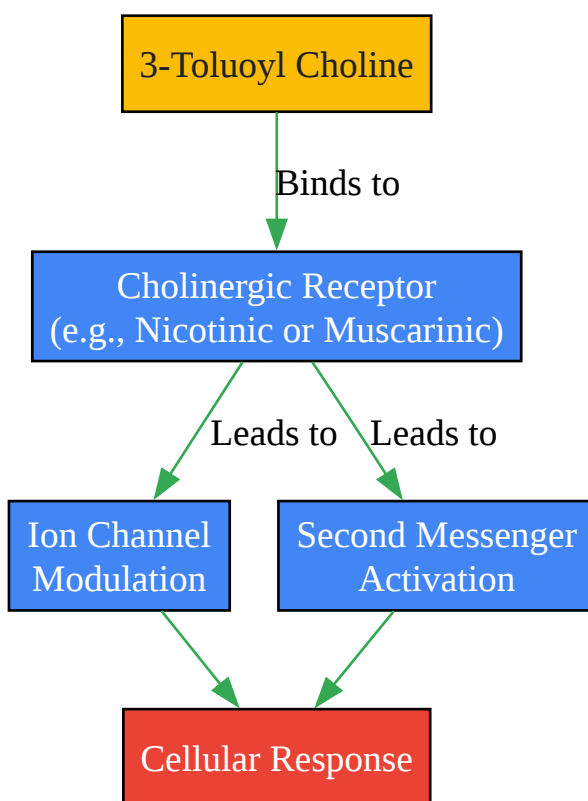 3-Toluoyl Choline
Binds to
Cholinergic Receptor
(e.g., Nicotinic or Muscarinic)
Leads to
Leads to
Ion Channel
Modulation
Second Messenger
Activation
Cellular Response